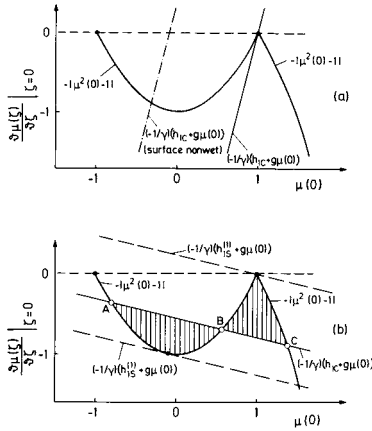 (a)
0
-1
-|μ²(0)-1|
-|μ²(0)-1|
∂μ(ζ)/∂ζ | ζ=0
(-1/γ)(h1c+gμ(0))
(surface nonwet)
(-1/γ)(h1c+gμ(0))
-1 0 1 μ(0)
(b)
(-1/γ)(h1s^(1)+gμ(0))
0
-1
-|μ²(0)-1|
-|μ²(0)-1|
A
B
C
∂μ(ζ)/∂ζ | ζ=0
(-1/γ)(h1s^(1)+gμ(0))
(-1/γ)(h1c+gμ(0))
-1 0 1 μ(0)